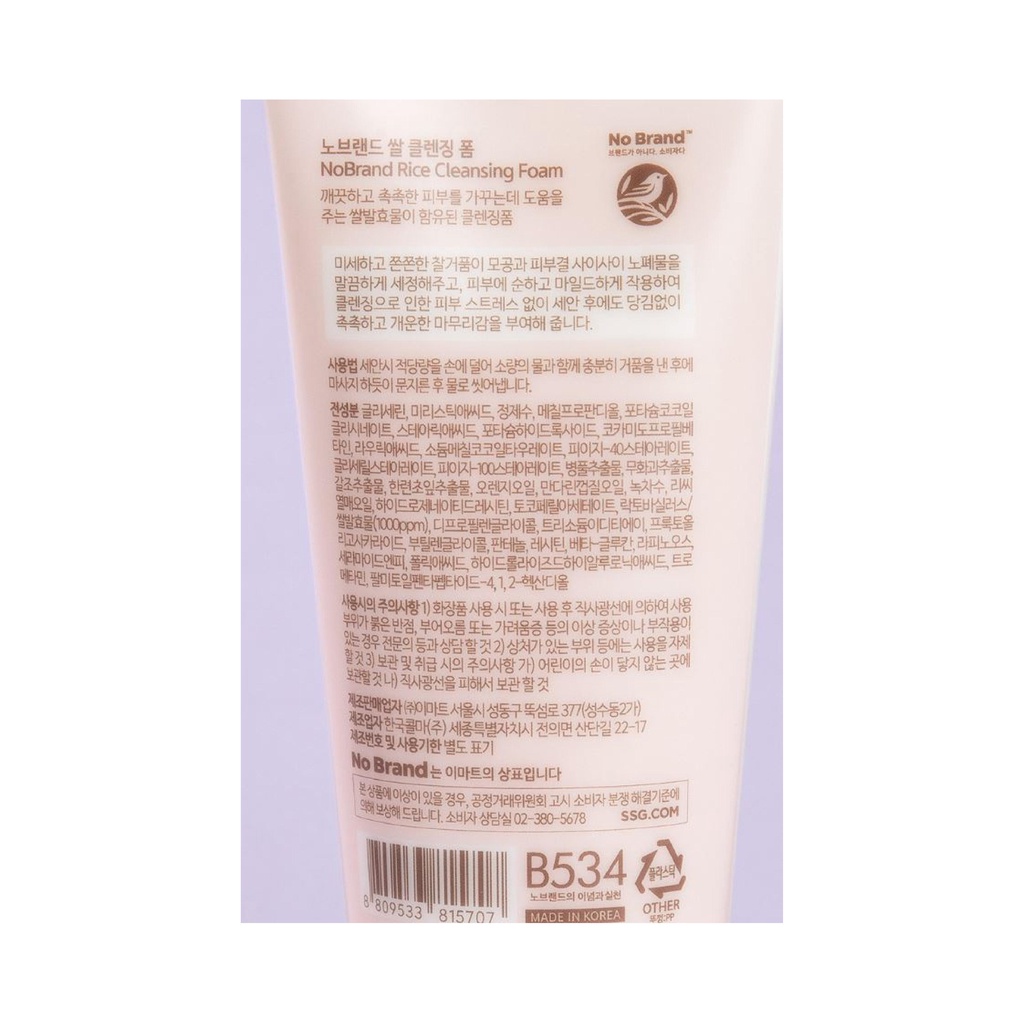 노브랜드 쌀 클렌징 폼
NoBrand Rice Cleansing Foam
깨끗하고 촉촉한 피부를 가꾸는데 도움을
주는 쌀발효물이 함유된 클렌징폼
No Brand™
브랜드가 아니다. 소비자다
미세하고 쫀쫀한 찰거품이 모공과 피부결 사이사이 노폐물을
말끔하게 세정해주고, 피부에 순하고 마일드하게 작용하여
클렌징으로 인한 피부 스트레스 없이 세안 후에도 당김없이
촉촉하고 개운한 마무리감을 부여해 줍니다.
사용법 세안시 적당량을 손에 덜어 소량의 물과 함께 충분히 거품을 낸 후에
마사지 하듯이 문지른 후 물로 씻어냅니다.
전성분 글리세린, 미리스틱애씨드, 정제수, 메칠프로판디올, 포타슘코코일
글리시네이트, 스테아릭애씨드, 포타슘하이드록사이드, 코카미도프로필베
타인, 라우릭애씨드, 소듐메칠코코일타우레이트, 피이지-40스테아레이트,
글리세릴스테아레이트, 피이지-100스테아레이트, 병풀추출물, 무화과추출물,
갈조추출물, 한련초잎추출물, 오렌지오일, 만다린껍질오일, 녹차수, 리씨
열매오일, 하이드로제네이티드레시틴, 토코페릴아세테이트, 락토바실러스/
쌀발효물(1000ppm), 디프로필렌글라이콜, 트리소듐이디티에이, 프룩토올
리고사카라이드, 부틸렌글라이콜, 판테놀, 레시틴, 베타-글루칸, 라피노오스,
세라마이드엔피, 폴릭애씨드, 하이드롤라이즈드하이알루로닉애씨드, 트로
메타민, 팔미토일펜타펩타이드-4, 1, 2-헥산디올
사용시의 주의사항 1) 화장품 사용 시 또는 사용 후 직사광선에 의하여 사용
부위가 붉은 반점, 부어오름 또는 가려움증 등의 이상 증상이나 부작용이
있는 경우 전문의 등과 상담 할 것 2) 상처가 있는 부위 등에는 사용을 자제
할 것 3) 보관 및 취급 시의 주의사항 가) 어린이의 손이 닿지 않는 곳에
보관할 것 나) 직사광선을 피해서 보관 할 것
제조판매업자 ㈜이마트 서울시 성동구 뚝섬로 377(성수동2가)
제조업자 한국콜마(주) 세종특별자치시 전의면 산단길 22-17
제조번호 및 사용기한 별도 표기
No Brand는 이마트의 상표입니다
본 상품에 이상이 있을 경우, 공정거래위원회 고시 소비자 분쟁 해결기준에
의해 보상해 드립니다. 소비자 상담실 02-380-5678
SSG.COM
8 809533 815707
B534
노브랜드의 이념과 실천
MADE IN KOREA
플라스틱
OTHER
뚜껑:PP